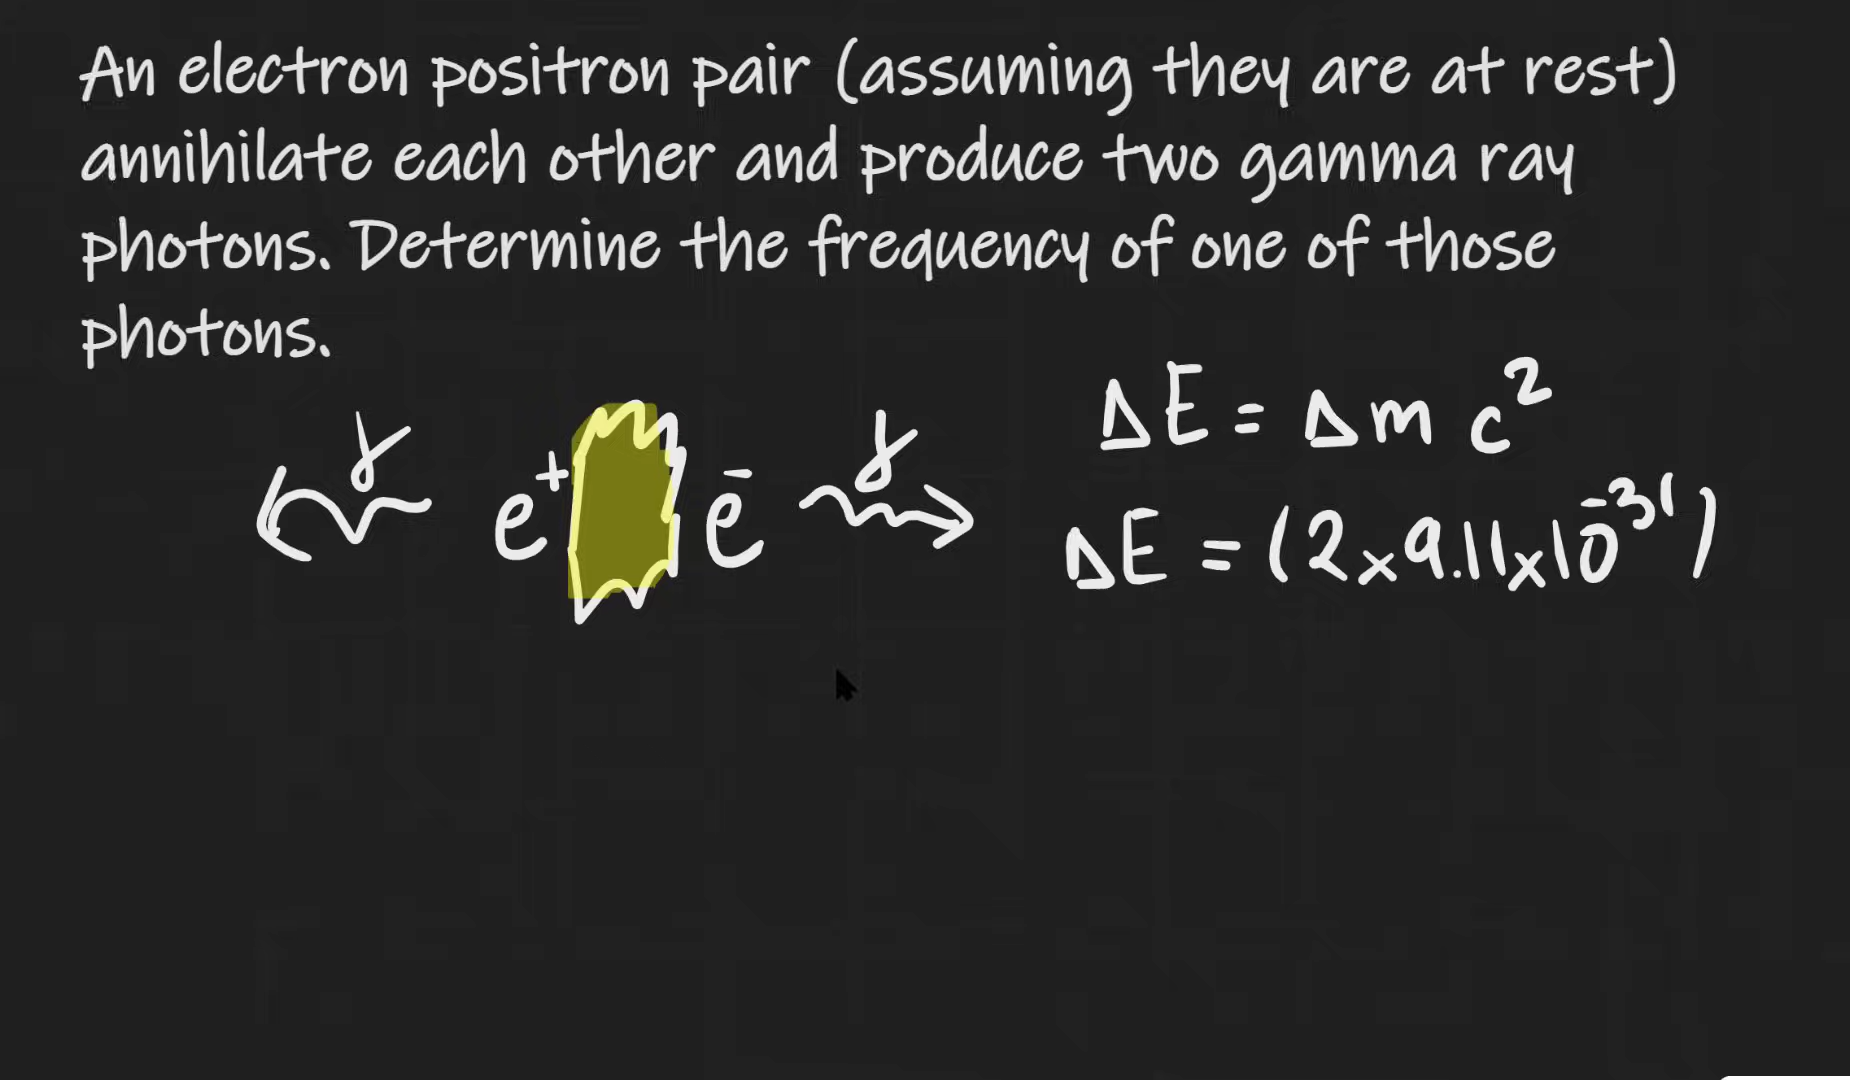 An electron positron pair (assuming they are at rest)
annihilate each other and produce two gamma ray
photons. Determine the frequency of one of those
photons.
γ e⁺ e⁻ γ
ΔE = Δm c²
ΔE = (2×9.11×10⁻³¹)